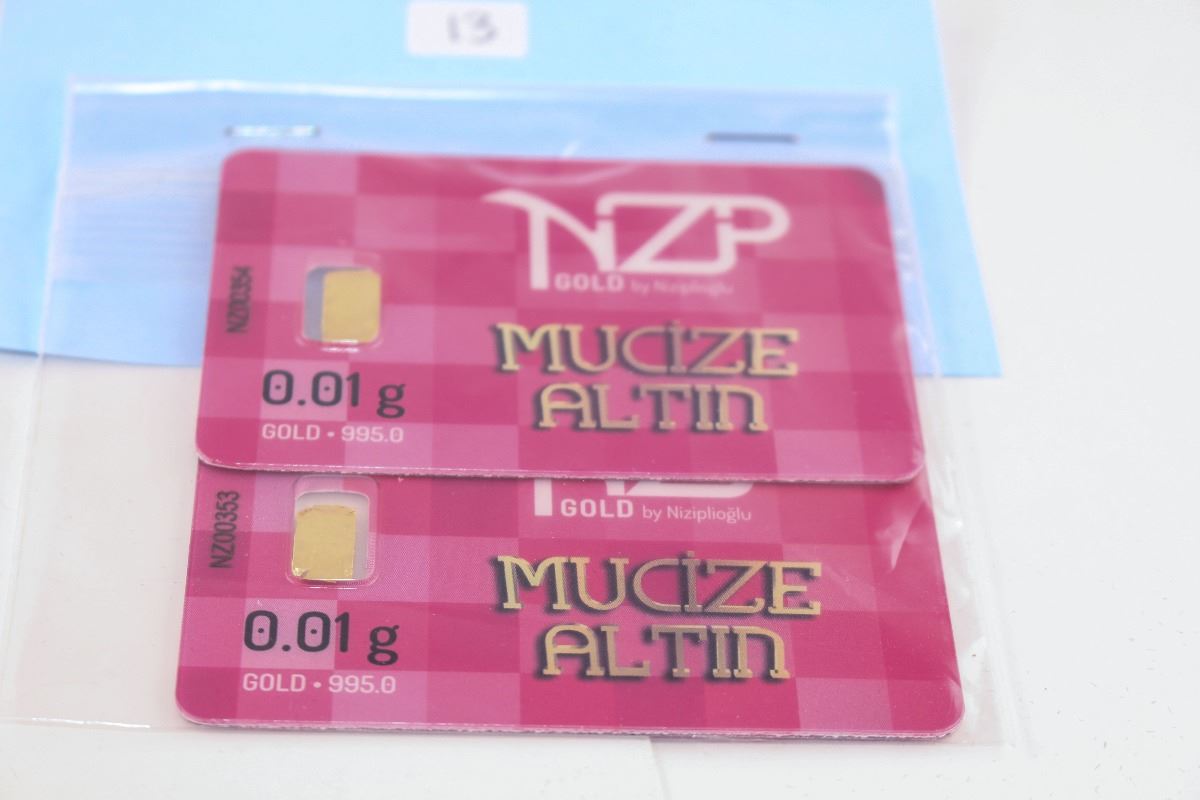 13
NZP
GOLD by Niziplioğlu
NZ00354
MUCİZE
ALTIN
0.01 g
GOLD • 995.0
GOLD by Niziplioğlu
NZ00353
MUCİZE
ALTIN
0.01 g
GOLD • 995.0